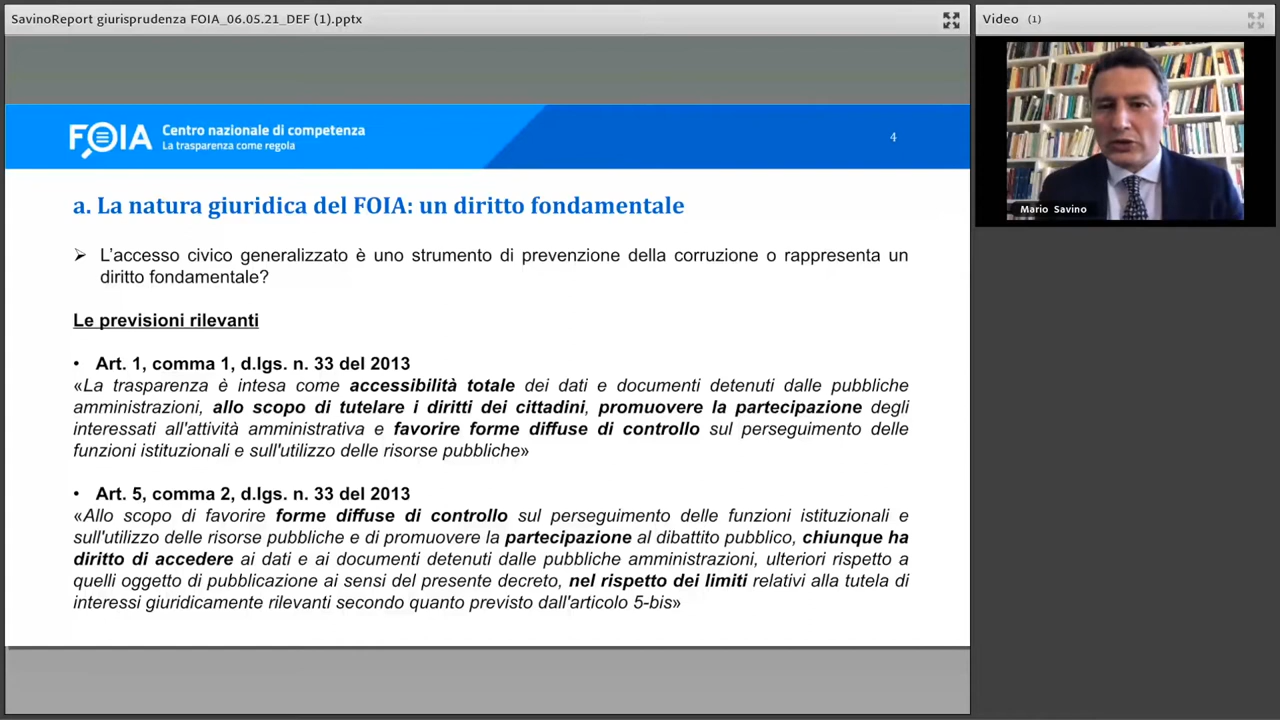 SavinoReport giurisprudenza FOIA_06.05.21_DEF (1).pptx
Video (1)
FOIA
Centro nazionale di competenza
La trasparenza come regola
4
Mario Savino
a. La natura giuridica del FOIA: un diritto fondamentale
➢ L'accesso civico generalizzato è uno strumento di prevenzione della corruzione o rappresenta un
diritto fondamentale?
Le previsioni rilevanti
• Art. 1, comma 1, d.lgs. n. 33 del 2013
«La trasparenza è intesa come accessibilità totale dei dati e documenti detenuti dalle pubbliche
amministrazioni, allo scopo di tutelare i diritti dei cittadini, promuovere la partecipazione degli
interessati all'attività amministrativa e favorire forme diffuse di controllo sul perseguimento delle
funzioni istituzionali e sull'utilizzo delle risorse pubbliche»
• Art. 5, comma 2, d.lgs. n. 33 del 2013
«Allo scopo di favorire forme diffuse di controllo sul perseguimento delle funzioni istituzionali e
sull'utilizzo delle risorse pubbliche e di promuovere la partecipazione al dibattito pubblico, chiunque ha
diritto di accedere ai dati e ai documenti detenuti dalle pubbliche amministrazioni, ulteriori rispetto a
quelli oggetto di pubblicazione ai sensi del presente decreto, nel rispetto dei limiti relativi alla tutela di
interessi giuridicamente rilevanti secondo quanto previsto dall'articolo 5-bis»